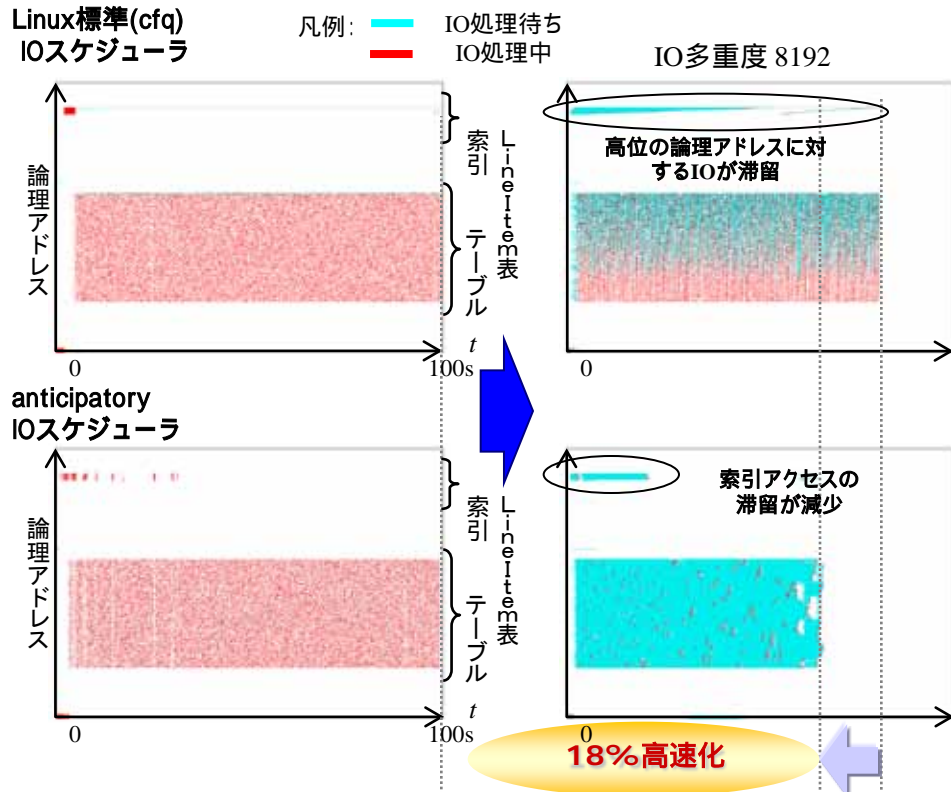 Linux標準(cfq)
IOスケジューラ
凡例:
IO処理待ち
IO処理中
IO多重度 8192
論理アドレス
索引
テーブル
LineItem表
0
t
100s
高位の論理アドレスに対
するIOが滞留
0
anticipatory
IOスケジューラ
論理アドレス
索引
テーブル
LineItem表
0
t
100s
索引アクセスの
滞留が減少
0
18%高速化